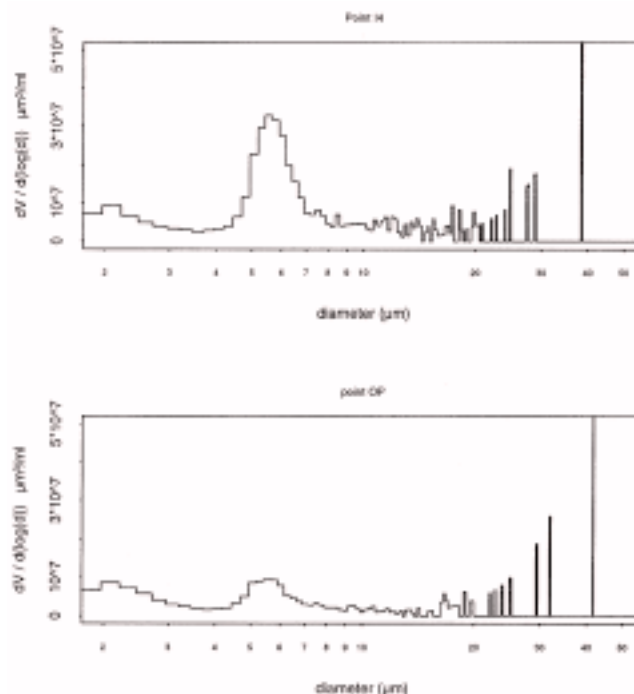 Point H
dV / d(log(d)) µm³/ml
0 10^7 3*10^7 5*10^7
2 3 4 5 6 7 8 9 10 20 30 40 50
diameter (µm)
point OP
dV / d(log(d)) µm³/ml
0 10^7 3*10^7 5*10^7
2 3 4 5 6 7 8 9 10 20 30 40 50
diameter (µm)